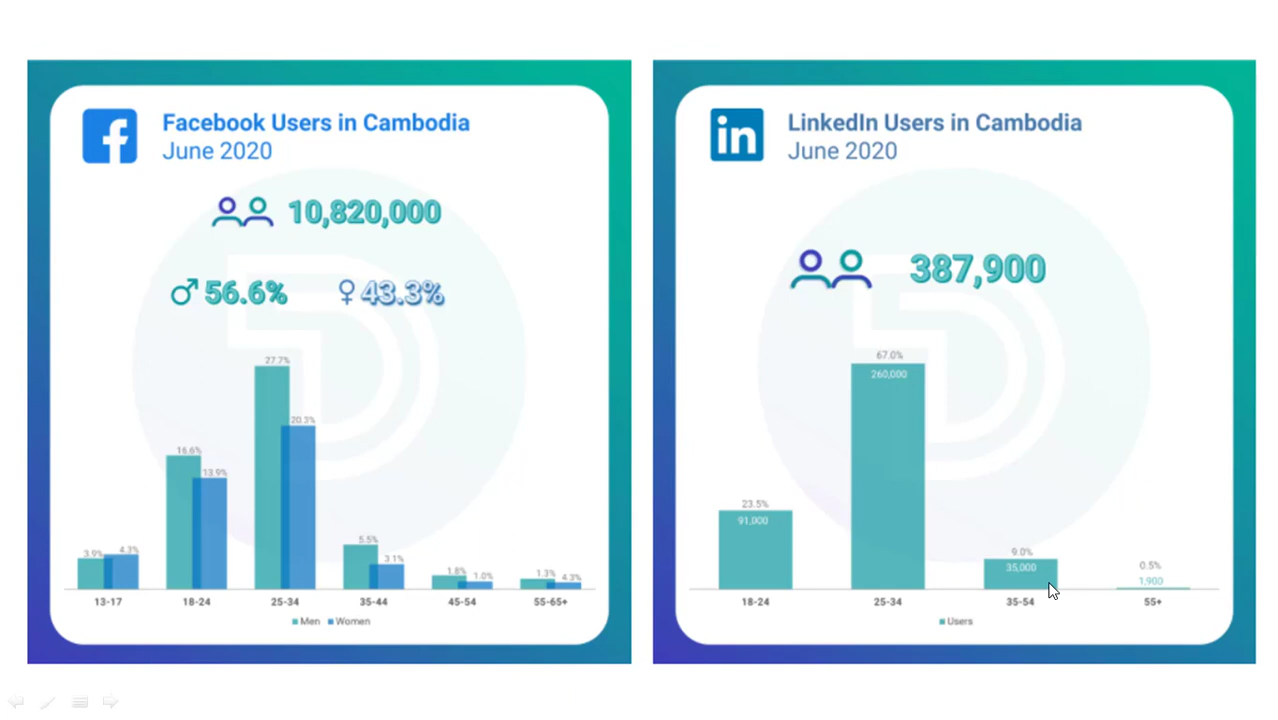 Facebook Users in Cambodia
June 2020
10,820,000
56.6% 43.3%
27.7%
20.3%
16.6%
13.9%
5.5%
3.9% 4.3%
3.1%
1.8% 1.0% 1.3% 4.3%
13-17 18-24 25-34 35-44 45-54 55-65+
Men Women
in
LinkedIn Users in Cambodia
June 2020
387,900
67.0%
260,000
23.5%
91,000
9.0%
35,000
0.5%
1,900
18-24 25-34 35-54 55+
Users